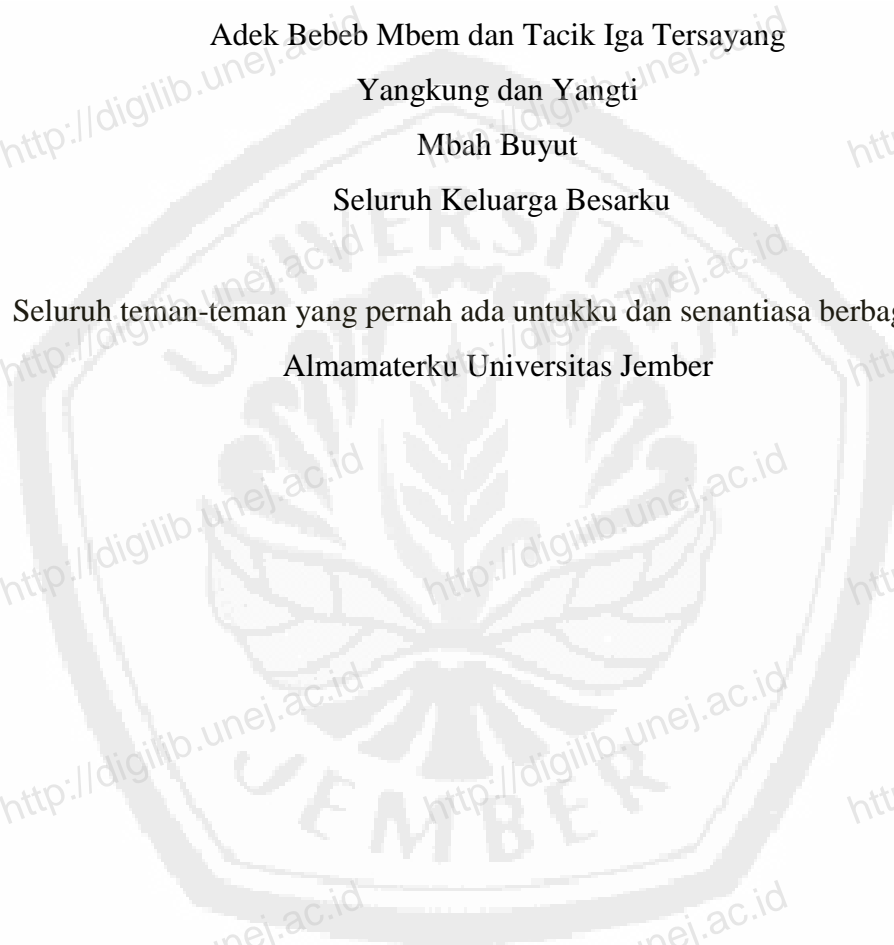 Adek Bebeb Mbem dan Tacik Iga Tersayang
Yangkung dan Yangti
Mbah Buyut
Seluruh Keluarga Besarku
Seluruh teman-teman yang pernah ada untukku dan senantiasa
Almamaterku Universitas Jember
http://digilib.unej.ac.id
http://digilib.unej.ac.id
http://digilib.unej.ac.id
http://digilib.unej.ac.id
http://digilib.unej.ac.id
http://digilib.unej.ac.id
http://digilib.unej.ac.id
http://digilib.unej.ac.id
JEMBER